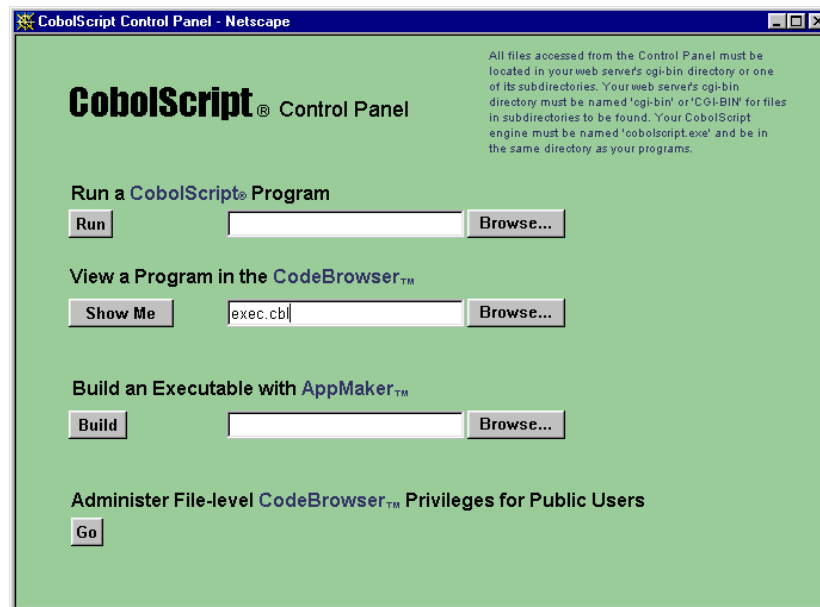 CobolScript Control Panel - Netscape
All files accessed from the Control Panel must be
located in your web server's cgi-bin directory or one
of its subdirectories. Your web server's cgi-bin
directory must be named 'cgi-bin' or 'CGI-BIN' for files
in subdirectories to be found. Your CobolScript
engine must be named 'cobolscript.exe' and be in
the same directory as your programs.
CobolScript ® Control Panel
Run a CobolScript® Program
Run Browse...
View a Program in the CodeBrowser™
Show Me exec.cbl Browse...
Build an Executable with AppMaker™
Build Browse...
Administer File-level CodeBrowser™ Privileges for Public Users
Go